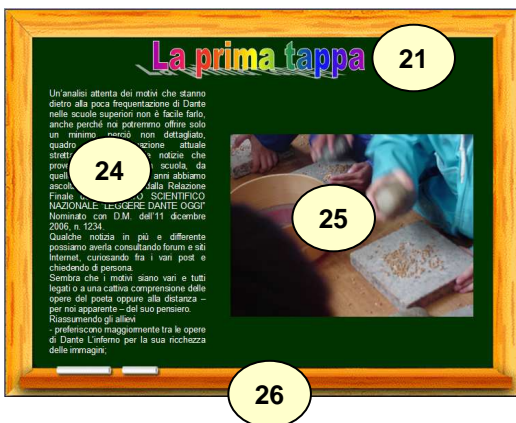 La prima tappa
21
Un'analisi attenta dei motivi che stanno
dietro alla poca frequentazione di Dante
nelle scuole superiori non è facile farlo,
anche perché noi potremmo offrire solo
un minimo, perciò non dettagliato,
quadro attuale
notizie che
scuola, da
anni abbiamo
dalla Relazione
Finale SCIENTIFICO
NAZIONALE "LEGGERE DANTE OGGI"
Nominato con D.M. dell'11 dicembre
2006, n. 1234.
Qualche notizia in più e differente
possiamo averla consultando forum e siti
Internet, curiosando fra i vari post e
chiedendo di persona.
Sembra che i motivi siano vari e tutti
legati o a una cattiva comprensione delle
opere del poeta oppure alla distanza –
per noi apparente – del suo pensiero.
Riassumendo gli allievi
- preferiscono maggiormente tra le opere
di Dante L'inferno per la sua ricchezza
delle immagini;
24
25
26